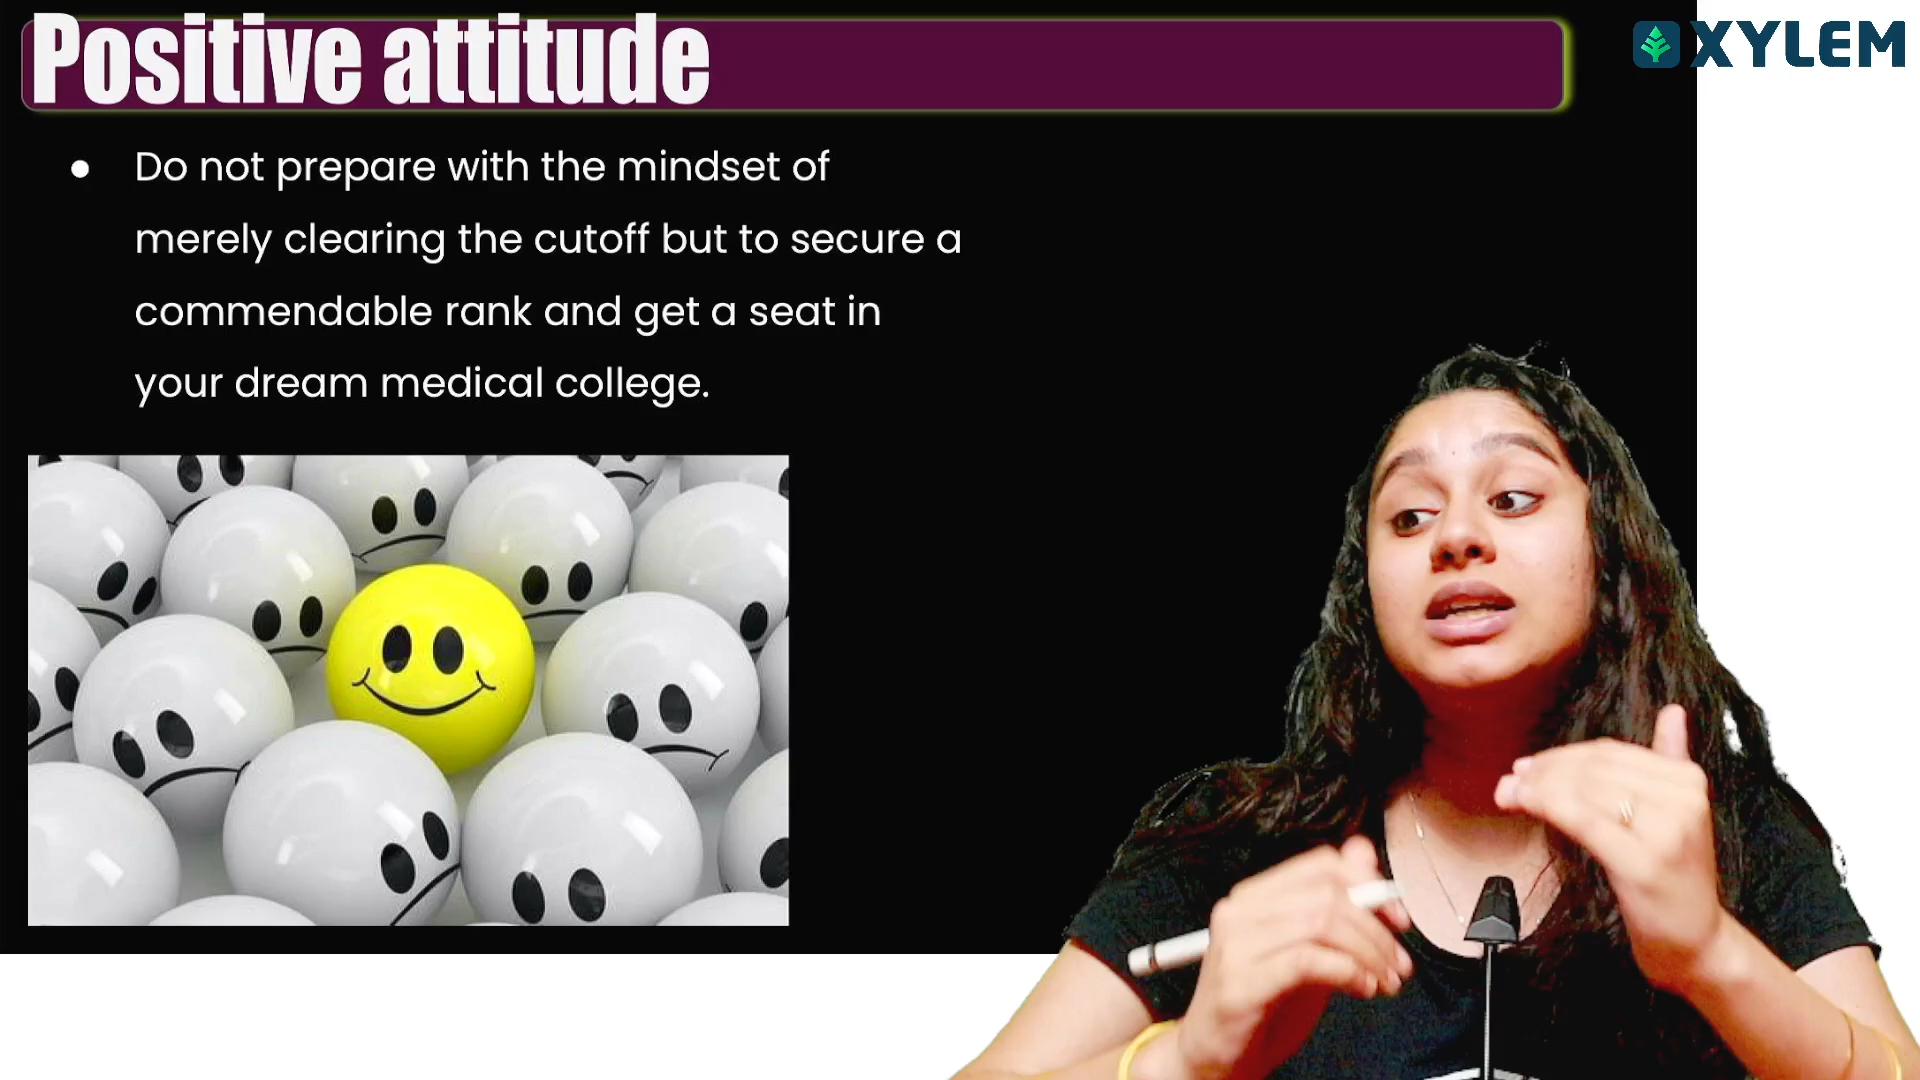 Positive attitude
XYLEM
● Do not prepare with the mindset of
merely clearing the cutoff but to secure a
commendable rank and get a seat in
your dream medical college.